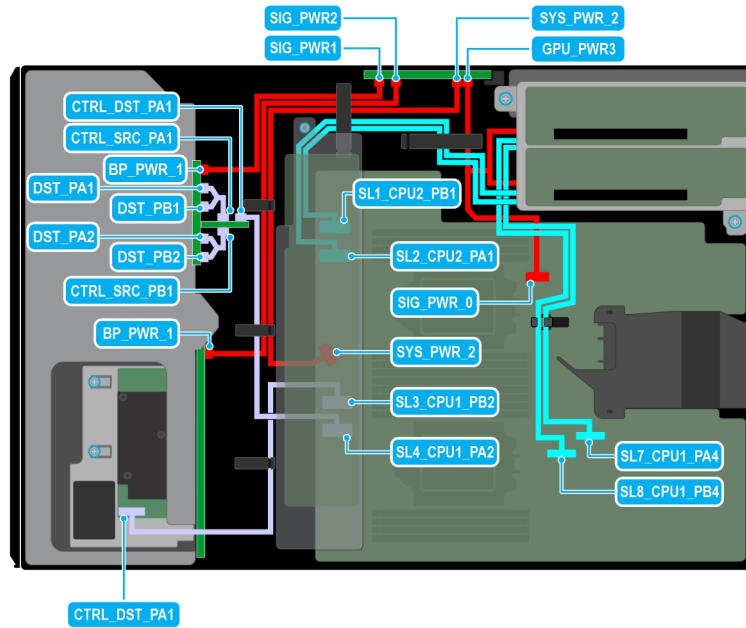 SIG_PWR2
SYS_PWR_2
SIG_PWR1
GPU_PWR3
CTRL_DST_PA1
CTRL_SRC_PA1
BP_PWR_1
DST_PA1
SL1_CPU2_PB1
DST_PB1
DST_PA2
SL2_CPU2_PA1
DST_PB2
CTRL_SRC_PB1
SIG_PWR_0
BP_PWR_1
SYS_PWR_2
SL3_CPU1_PB2
SL4_CPU1_PA2
SL7_CPU1_PA4
SL8_CPU1_PB4
CTRL_DST_PA1